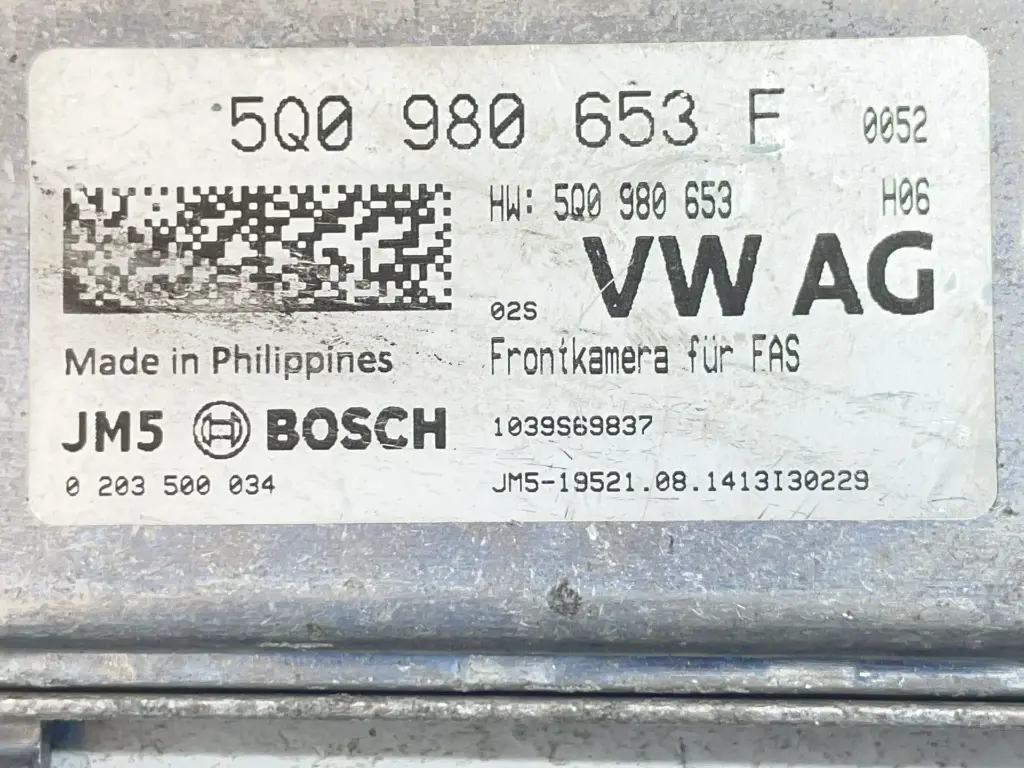 5Q0 980 653 F 0052
HW: 5Q0 980 653 H06
VW AG
02S
Made in Philippines
Frontkamera für FAS
JM5 BOSCH
1039S69837
0 203 500 034
JM5-19521.08.1413I30229